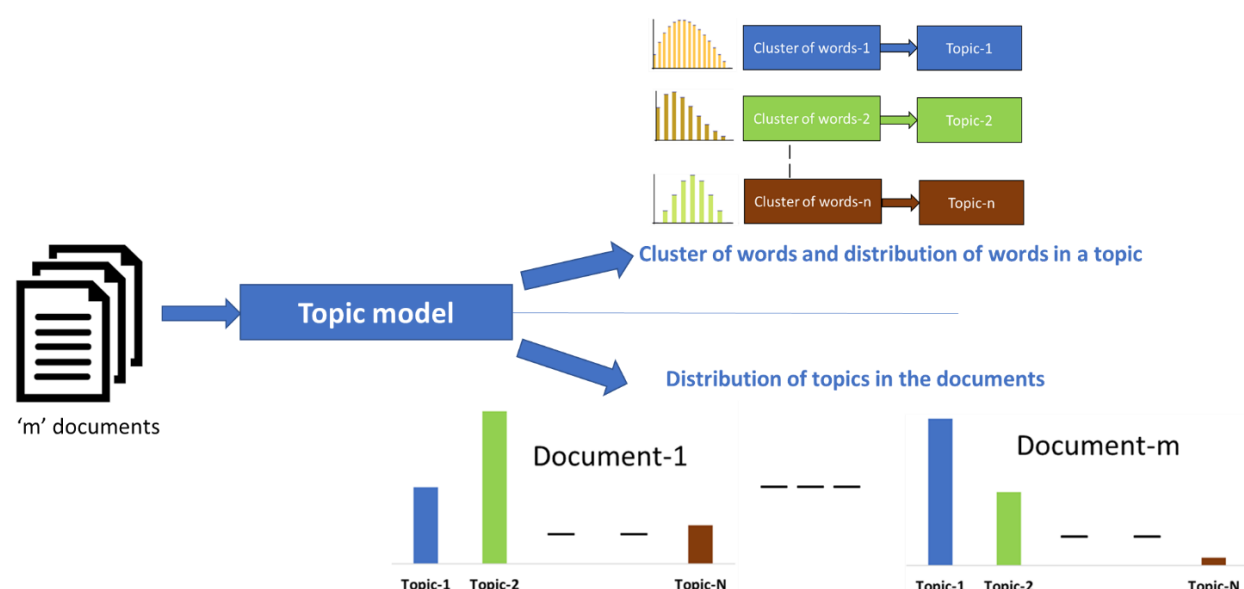 Cluster of words-1
Topic-1
Cluster of words-2
Topic-2
Cluster of words-n
Topic-n
Cluster of words and distribution of words in a topic
Topic model
Distribution of topics in the documents
‘m’ documents
Document-1
Topic-1
Topic-2
Topic-N
Document-m
Topic-1
Topic-2
Topic-N